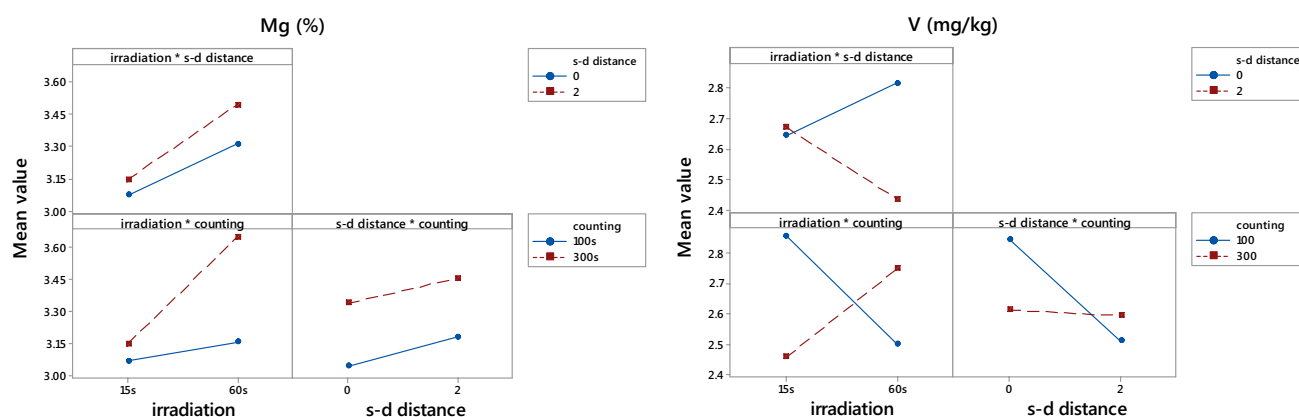 Mg (%)
irradiation * s-d distance
s-d distance
0
2
3.60
3.45
3.30
3.15
3.00
Mean value
irradiation * counting
s-d distance * counting
counting
100s
300s
3.60
3.45
3.30
3.15
3.00
15s
60s
0
2
irradiation
s-d distance
V (mg/kg)
irradiation * s-d distance
s-d distance
0
2
2.8
2.7
2.6
2.5
2.4
Mean value
irradiation * counting
s-d distance * counting
counting
100
300
2.8
2.7
2.6
2.5
2.4
15s
60s
0
2
irradiation
s-d distance